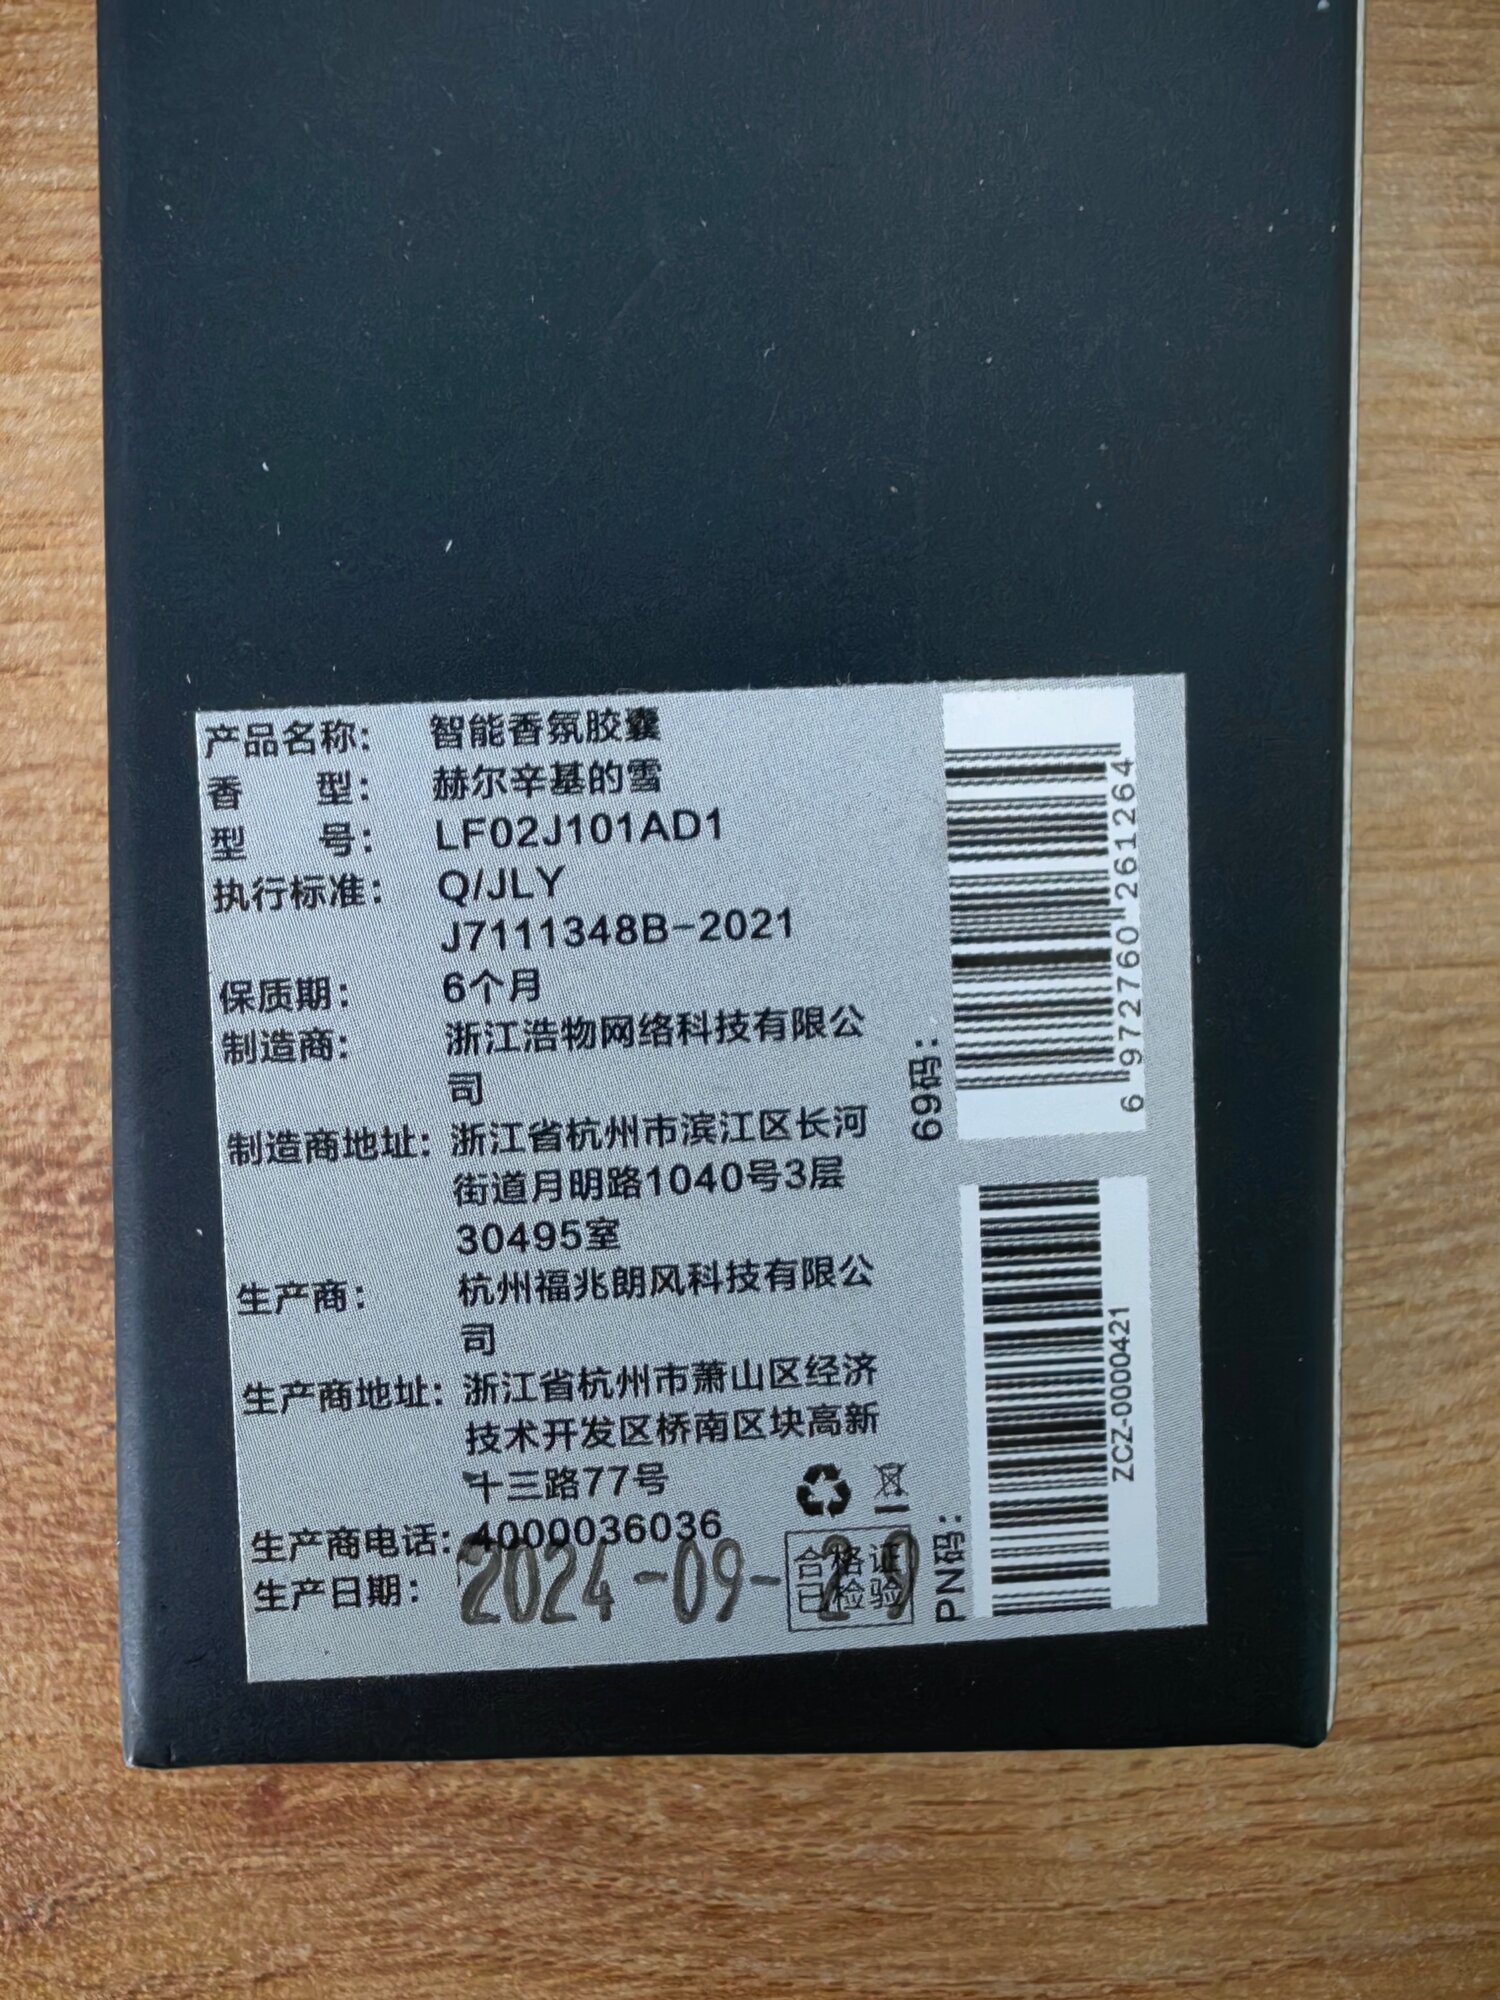 产品名称： 智能香氛胶囊
香 型： 赫尔辛基的雪
型 号： LF02J101AD1
执行标准： Q/JLY
J7111348B-2021
保质期： 6个月
制造商： 浙江浩物网络科技有限公
司
制造商地址： 浙江省杭州市滨江区长河
街道月明路1040号3层
30495室
生产商： 杭州福兆朗风科技有限公
司
生产商地址： 浙江省杭州市萧山区经济
技术开发区桥南区块高新
十三路77号
生产商电话： 4000036036
生产日期： 2024-09-29
合格证
已检验
69码：
6 972760 261264
PN码：
ZCZ-0000421